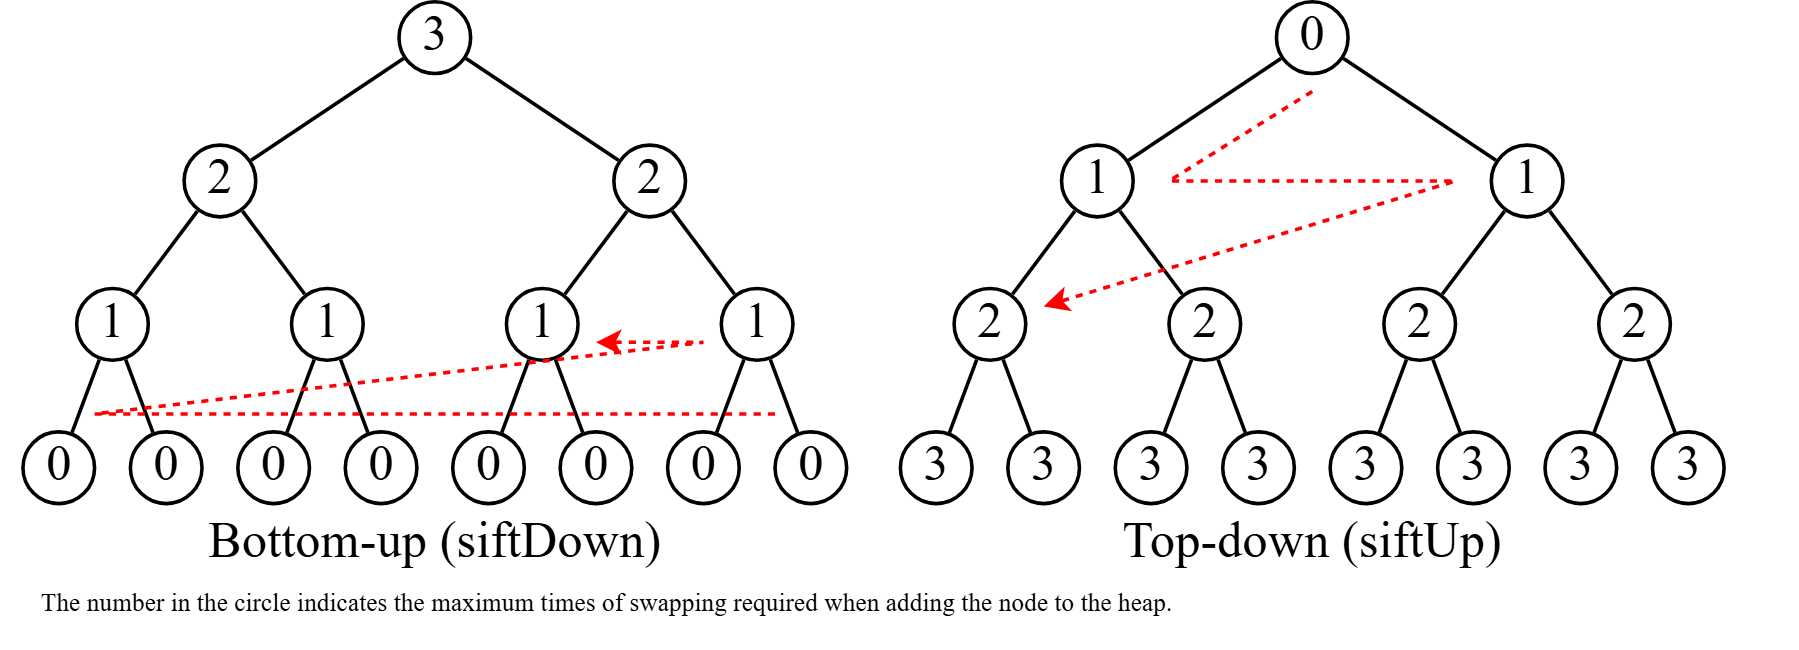 3 0
2 2 1 1
1 1 1 1 2 2 2 2
0 0 0 0 0 0 0 0 3 3 3 3 3 3 3 3
Bottom-up (siftDown) Top-down (siftUp)
The number in the circle indicates the maximum times of swapping required when adding the node to the heap.